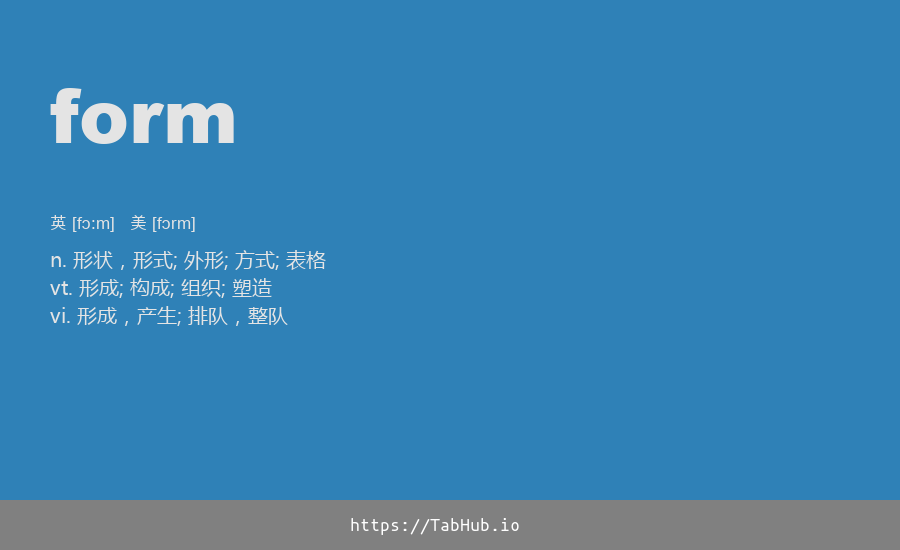 form
英 [fɔːm] 美 [fɔrm]
n. 形状，形式; 外形; 方式; 表格
vt. 形成; 构成; 组织; 塑造
vi. 形成，产生; 排队，整队
https://TabHub.io